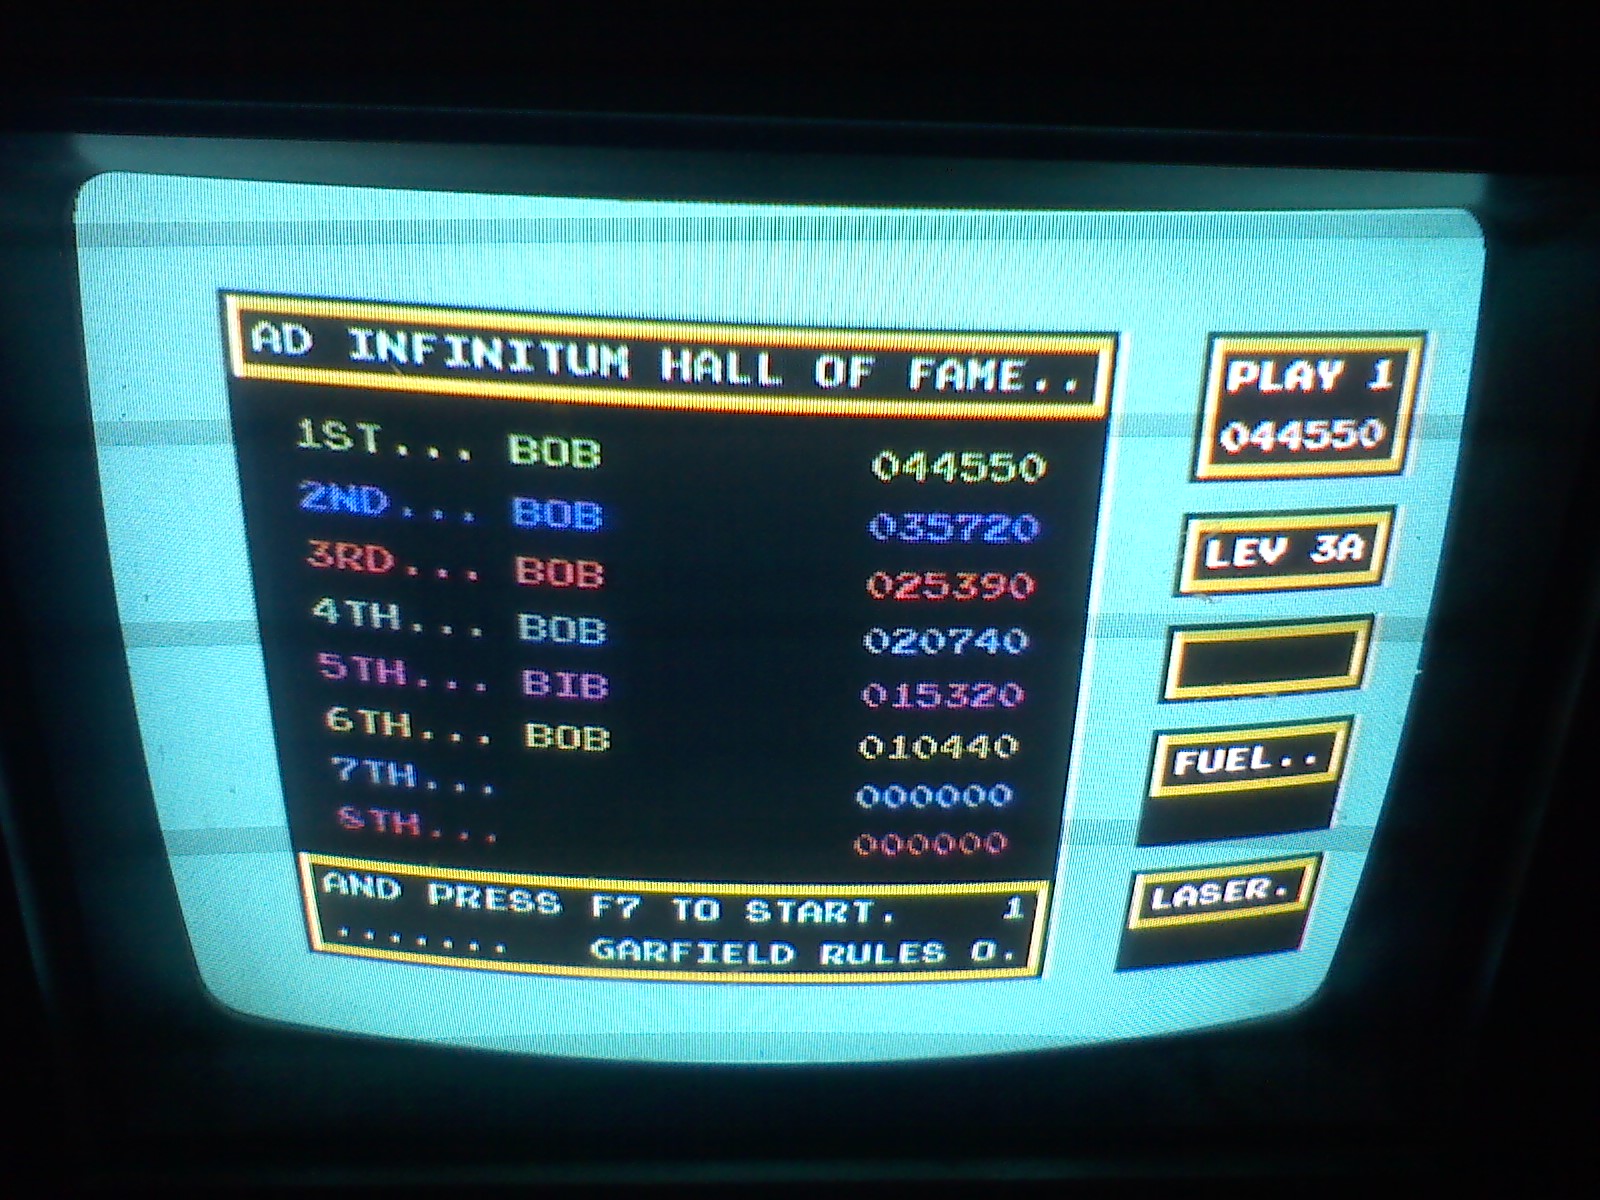 AD INFINITUM HALL OF FAME..
1ST... BOB 044550
2ND... BOB 035720
3RD... BOB 025390
4TH... BOB 020740
5TH... BIB 015320
6TH... BOB 010440
7TH... 000000
8TH... 000000
AND PRESS F7 TO START. 1
....... GARFIELD RULES O.
PLAY 1
044550
LEV 3A
FUEL..
LASER.